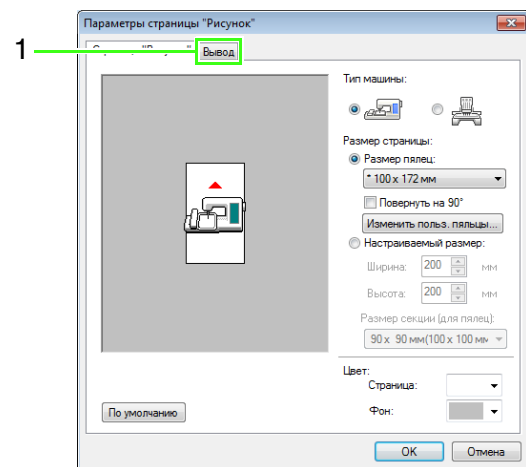 Параметры страницы "Рисунок"
1
Вывод
Тип машины:
Размер страницы:
Размер пялец:
* 100 x 172 мм
Повернуть на 90°
Изменить польз. пяльцы...
Настраиваемый размер:
Ширина: 200 мм
Высота: 200 мм
Размер секции (для пялец):
90 x 90 мм(100 x 100 мм
Цвет:
Страница:
По умолчанию
Фон:
OK Отмена